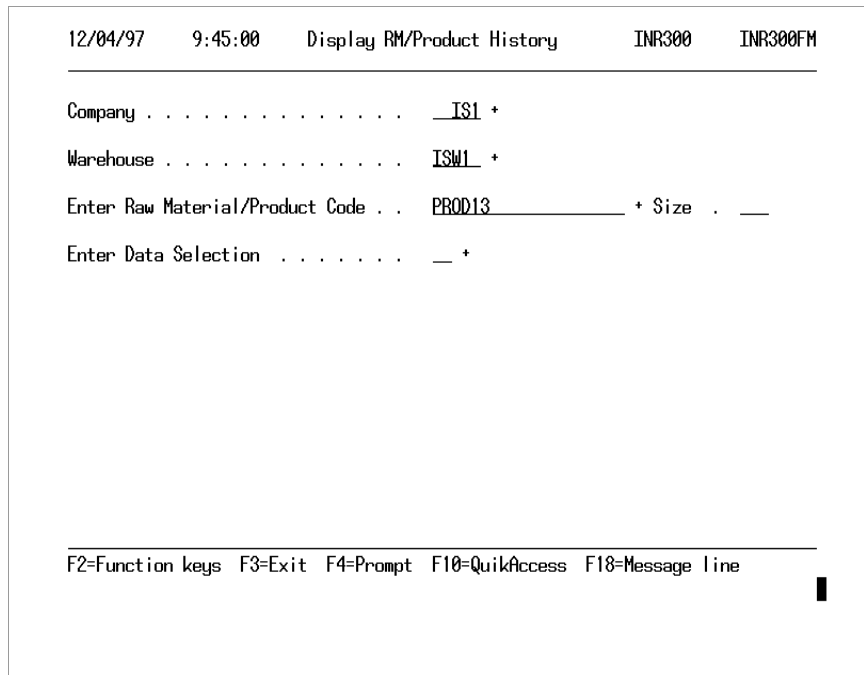 12/04/97 9:45:00 Display RM/Product History INR300 INR300FM
Company . . . . . . . . . . . . . . IS1 +
Warehouse . . . . . . . . . . . . . ISW1 +
Enter Raw Material/Product Code . . PROD13 + Size . ___
Enter Data Selection . . . . . . . __ +
F2=Function keys F3=Exit F4=Prompt F10=QuikAccess F18=Message line